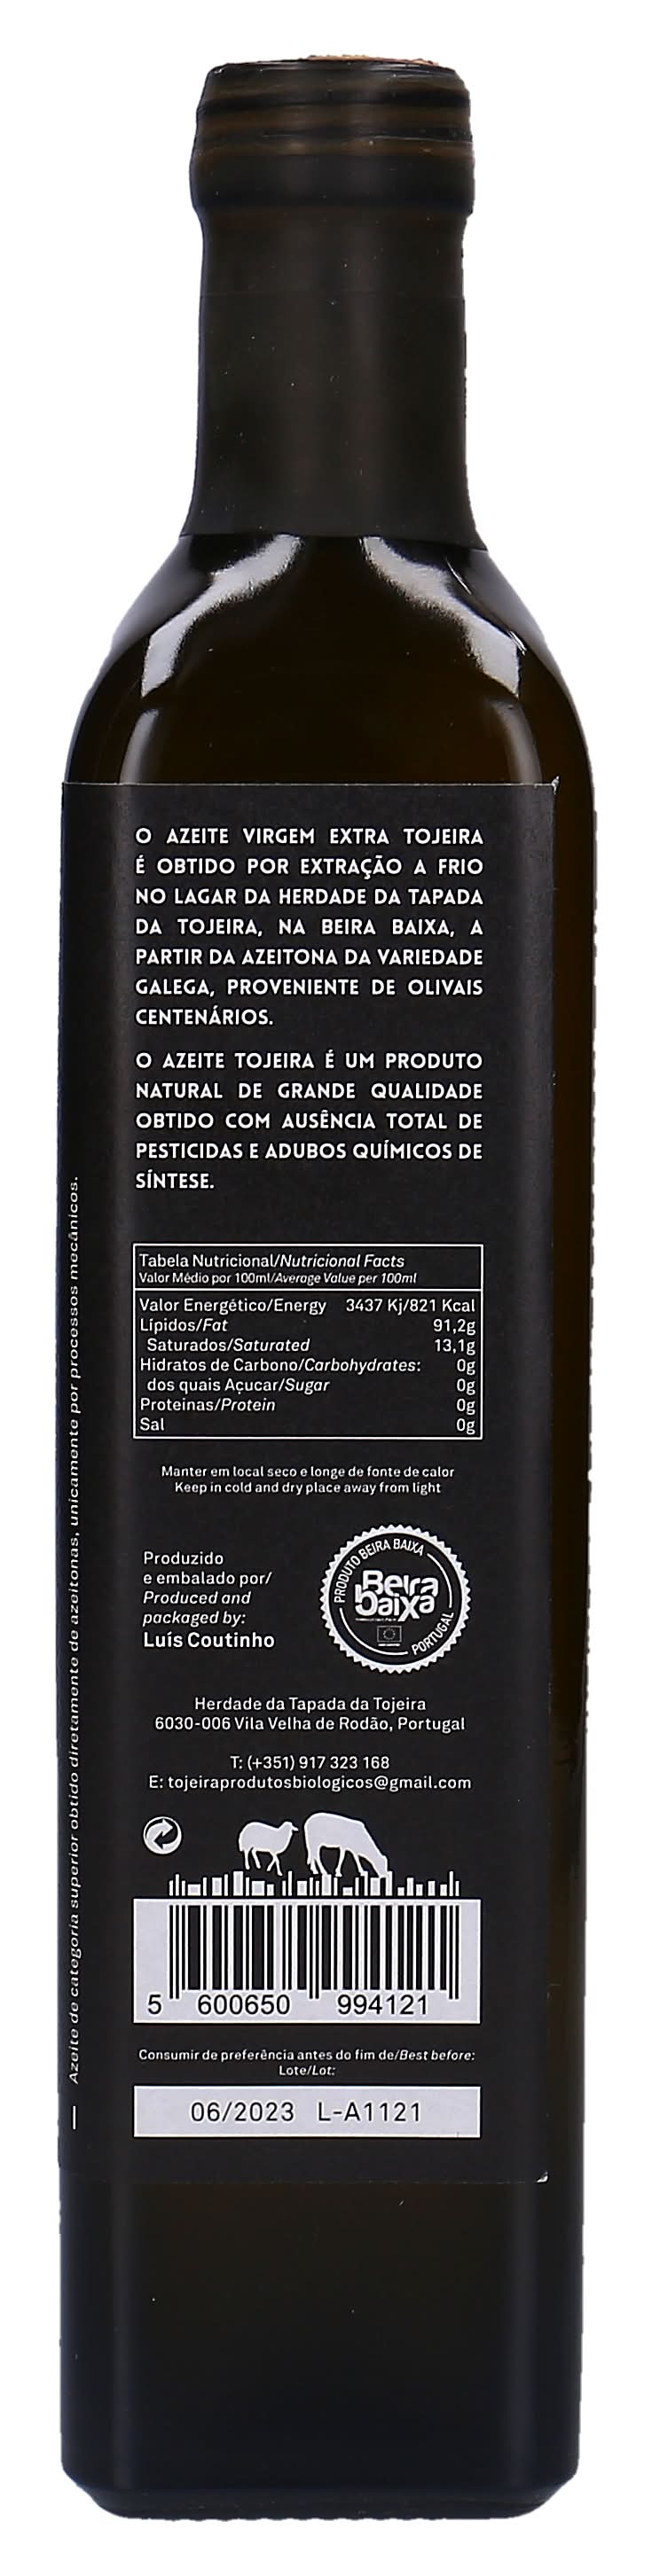 O AZEITE VIRGEM EXTRA TOJEIRA
É OBTIDO POR EXTRAÇÃO A FRIO
NO LAGAR DA HERDADE DA TAPADA
DA TOJEIRA, NA BEIRA BAIXA, A
PARTIR DA AZEITONA DA VARIEDADE
GALEGA, PROVENIENTE DE OLIVAIS
CENTENÁRIOS.
O AZEITE TOJEIRA É UM PRODUTO
NATURAL DE GRANDE QUALIDADE
OBTIDO COM AUSÊNCIA TOTAL DE
PESTICIDAS E ADUBOS QUÍMICOS DE
SÍNTESE.
Azeite de categoria superior obtido diretamente de azeitonas, unicamente por processos mecânicos.
Tabela Nutricional/Nutricional Facts
Valor Médio por 100ml/Average Value per 100ml
Valor Energético/Energy 3437 Kj/821 Kcal
Lípidos/Fat 91,2g
Saturados/Saturated 13,1g
Hidratos de Carbono/Carbohydrates: 0g
dos quais Açucar/Sugar 0g
Proteinas/Protein 0g
Sal 0g
Manter em local seco e longe de fonte de calor
Keep in cold and dry place away from light
Produzido
e embalado por/
Produced and
packaged by:
Luís Coutinho
PRODUTO BEIRA BAIXA
Beira
baixa
PORTUGAL
Herdade da Tapada da Tojeira
6030-006 Vila Velha de Rodão, Portugal
T: (+351) 917 323 168
E: tojeiraprodutosbiologicos@gmail.com
5 600650 994121
Consumir de preferência antes do fim de/Best before:
Lote/Lot:
06/2023 L-A1121